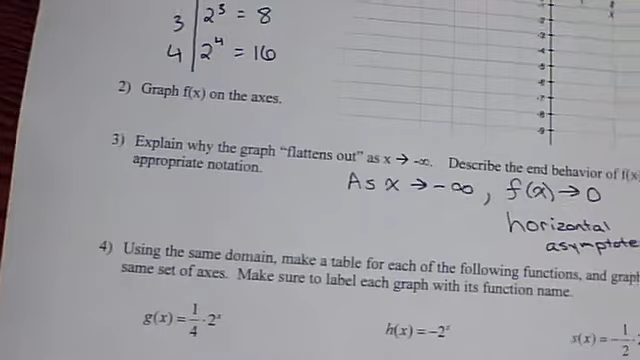 3 2³ = 8
4 2⁴ = 16
2) Graph f(x) on the axes.
3) Explain why the graph "flattens out" as x → -∞. Describe the end behavior of f(x)
appropriate notation.
As x → -∞, f(x) → 0
horizontal
asymptote
4) Using the same domain, make a table for each of the following functions, and graph
same set of axes. Make sure to label each graph with its function name.
g(x) = 1/4 · 2ˣ h(x) = -2ˣ s(x) = -1/2 ·